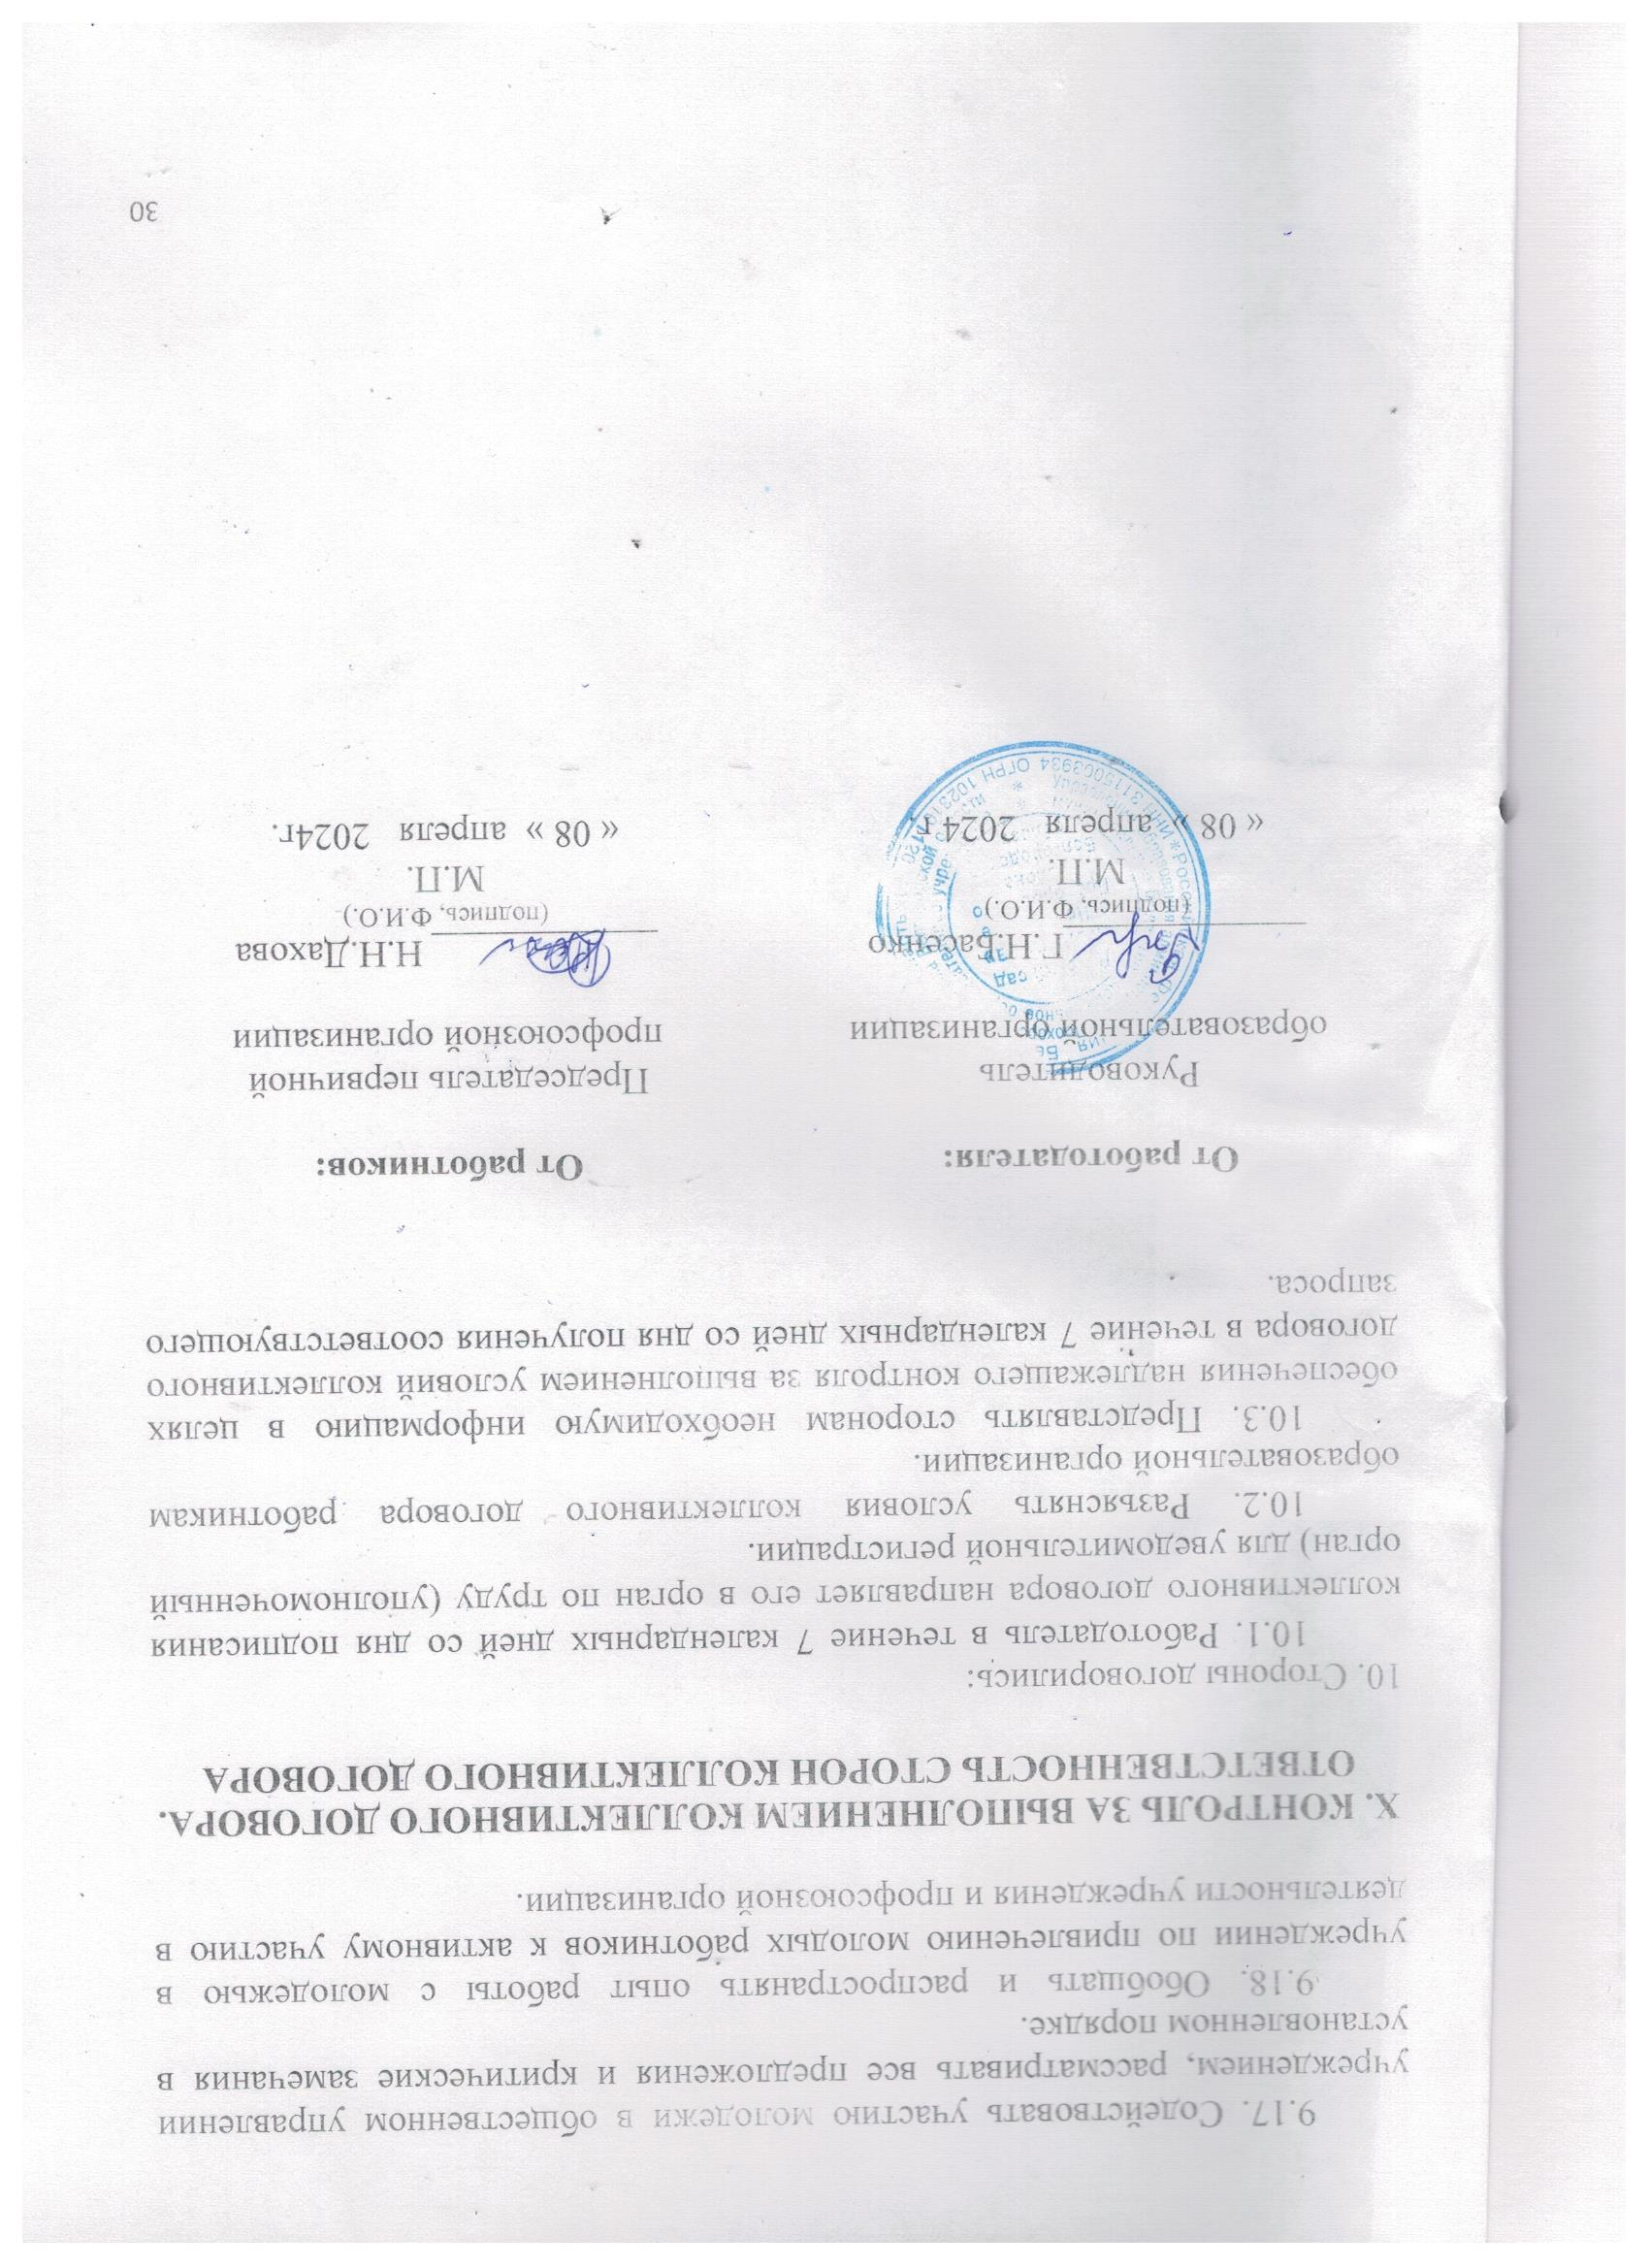 9.17. Содействовать участию молодежи в общественном управлении
учреждением, рассматривать все предложения и критические замечания в
установленном порядке.
9.18. Обобщать и распространять опыт работы с молодежью в
учреждении по привлечению молодых работников к активному участию в
деятельности учреждения и профсоюзной организации.
X. КОНТРОЛЬ ЗА ВЫПОЛНЕНИЕМ КОЛЛЕКТИВНОГО ДОГОВОРА.
ОТВЕТСТВЕННОСТЬ СТОРОН КОЛЛЕКТИВНОГО ДОГОВОРА
10. Стороны договорились:
10.1. Работодатель в течение 7 календарных дней со дня подписания
коллективного договора направляет его в орган по труду (уполномоченный
орган) для уведомительной регистрации.
10.2. Разъяснять условия коллективного договора работникам
образовательной организации.
10.3. Представлять сторонам необходимую информацию в целях
обеспечения надлежащего контроля за выполнением условий коллективного
договора в течение 7 календарных дней со дня получения соответствующего
запроса.
От работодателя:
Руководитель
образовательной организации
Г.Н.Басенко
(подпись, Ф.И.О.)
М.П.
« 08 » апреля 2024 г.
ИНН 3115003934 ОГРН
сад
От работников:
Председатель первичной
профсоюзной организации
Н.Н.Дахова
(подпись, Ф.И.О.)
М.П.
« 08 » апреля 2024г.
30